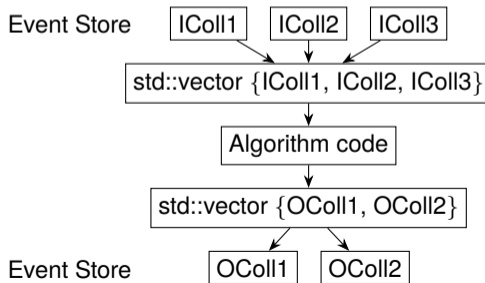 Event Store IColl1 IColl2 IColl3
std::vector {IColl1, IColl2, IColl3}
Algorithm code
std::vector {OColl1, OColl2}
Event Store OColl1 OColl2